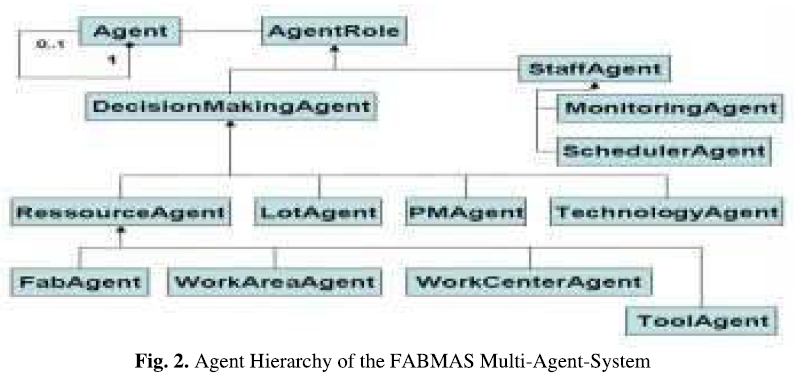 Agent AgentRole
0..1
1
StaffAgent
DecisionMakingAgent
MonitoringAgent
SchedulerAgent
RessourceAgent LotAgent PMAgent TechnologyAgent
FabAgent WorkAreaAgent WorkCenterAgent
ToolAgent
Fig. 2. Agent Hierarchy of the FABMAS Multi-Agent-System